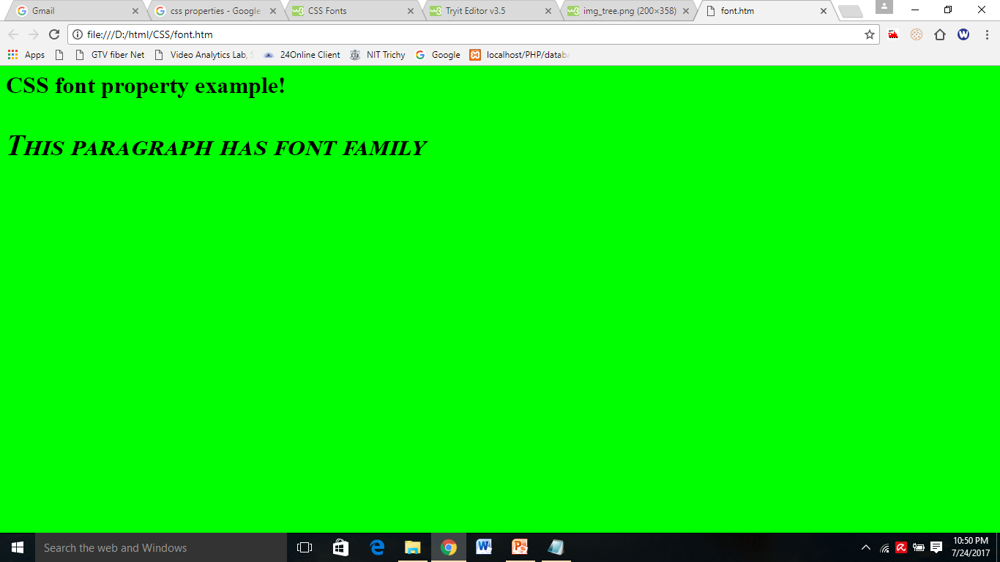 Gmail
css properties - Google
CSS Fonts
Tryit Editor v3.5
img_tree.png (200×358)
font.htm
file:///D:/html/CSS/font.htm
Apps
GTV fiber Net
Video Analytics Lab,
24Online Client
NIT Trichy
Google
localhost/PHP/datab
CSS font property example!
This paragraph has font family
Search the web and Windows
10:50 PM
7/24/2017